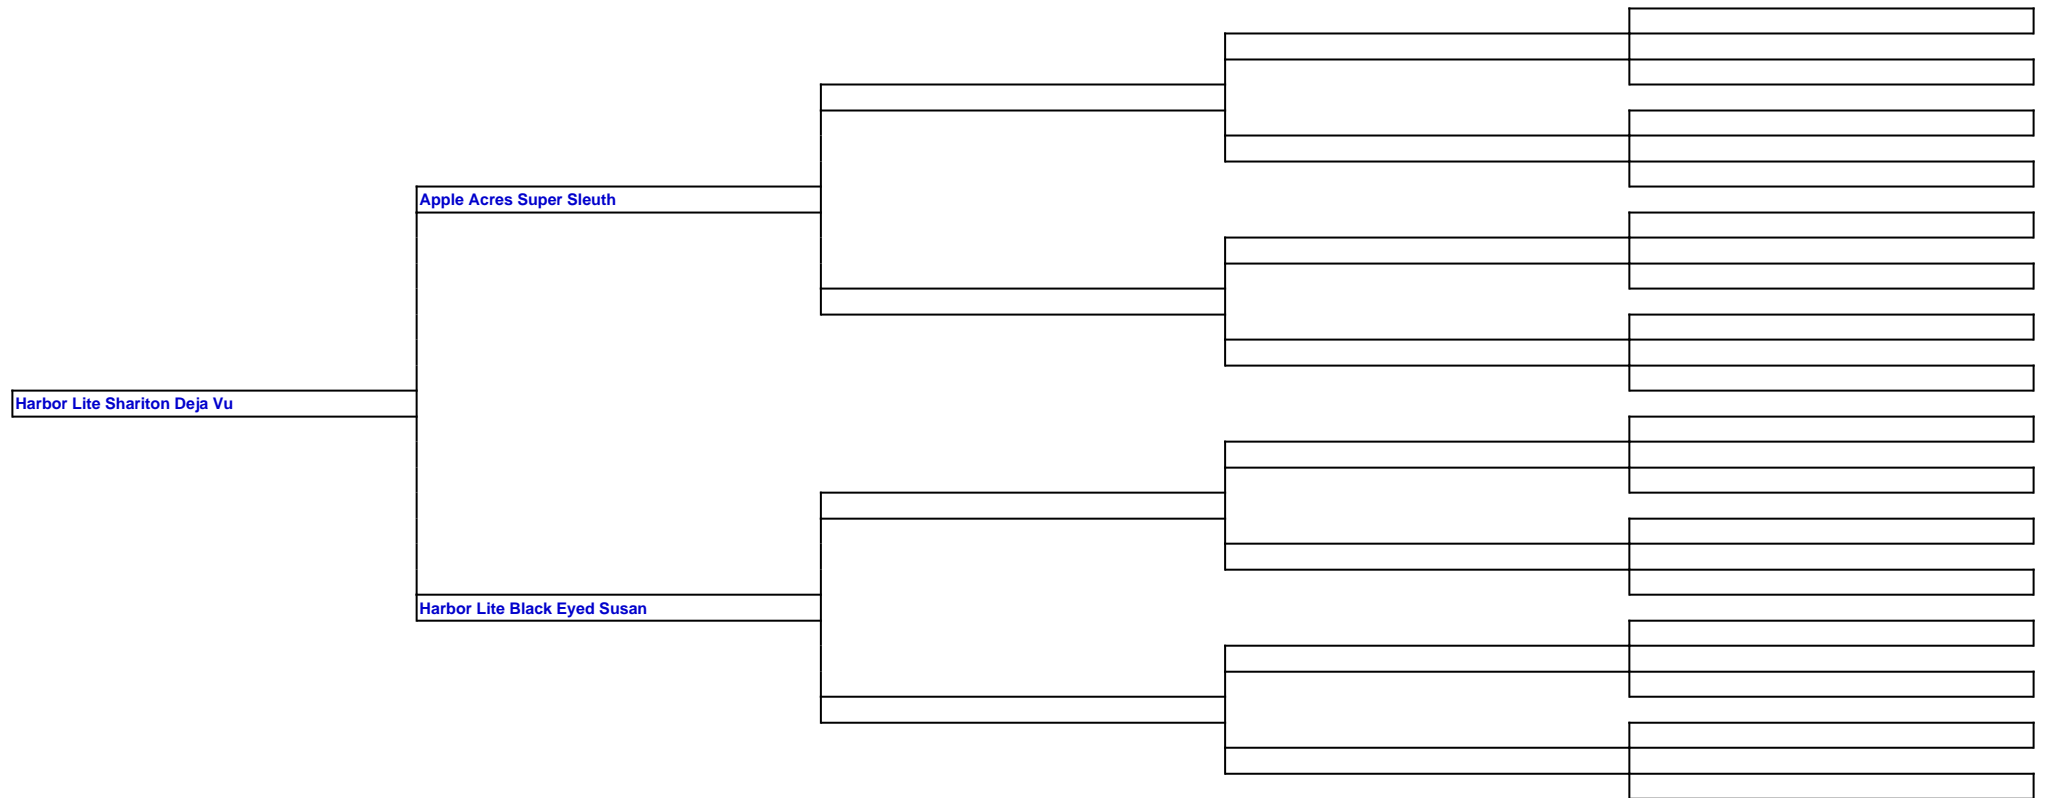 Apple Acres Super Sleuth
Harbor Lite Shariton Deja Vu
Harbor Lite Black Eyed Susan